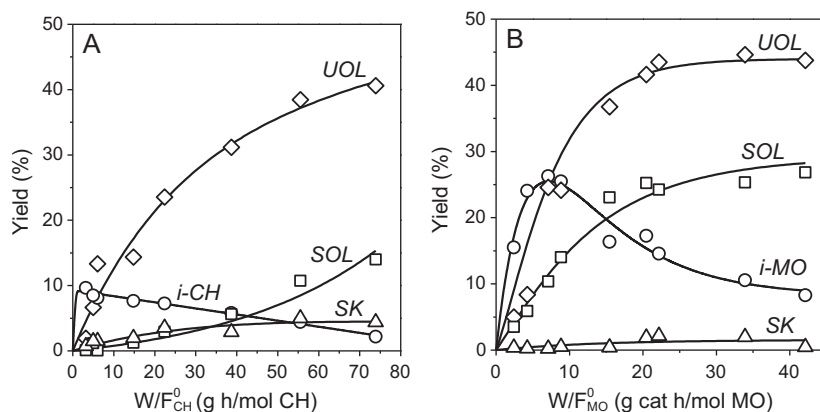 A
B
Yield (%)
50
40
30
20
10
0
UOL
SOL
i-CH
SK
0 10 20 30 40 50 60 70 80
W/F⁰CH (g h/mol CH)
Yield (%)
50
40
30
20
10
0
UOL
SOL
i-MO
SK
0 10 20 30 40
W/F⁰MO (g cat h/mol MO)